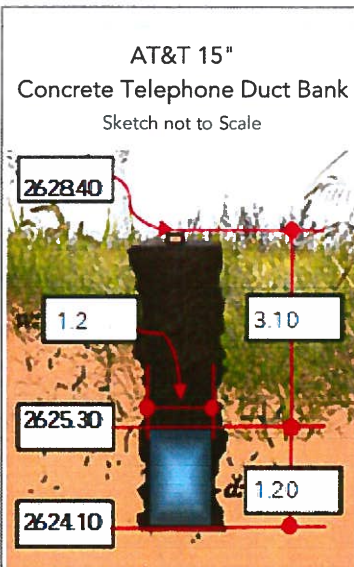 AT&T 15"
Concrete Telephone Duct Bank
Sketch not to Scale
2628.40
1.2
3.10
2625.30
d
1.20
2624.10